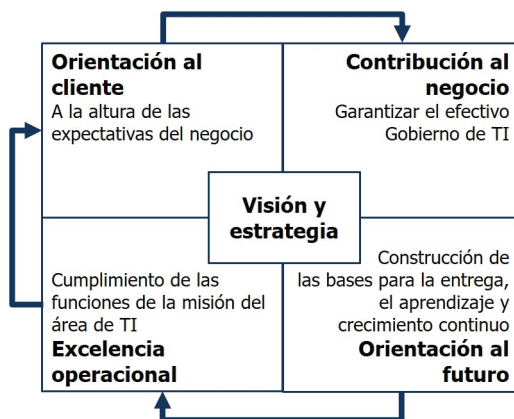 Orientación al
cliente
A la altura de las
expectativas del negocio
Contribución al
negocio
Garantizar el efectivo
Gobierno de TI
Visión y
estrategia
Cumplimiento de las
funciones de la misión del
área de TI
Excelencia
operacional
Construcción de
las bases para la entrega,
el aprendizaje y
crecimiento continuo
Orientación al
futuro